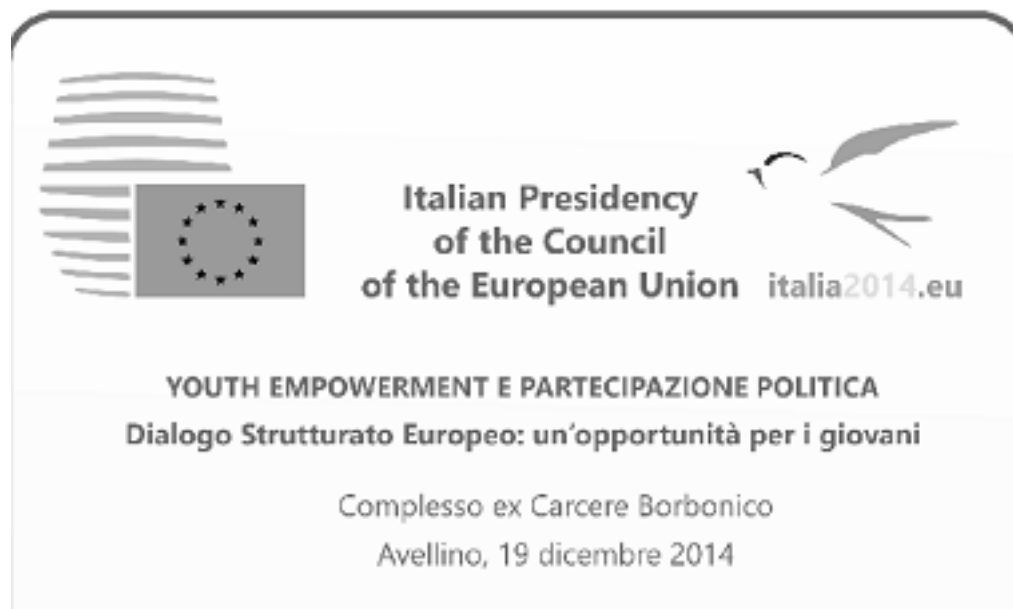 Italian Presidency
of the Council
of the European Union
italia2014.eu
YOUTH EMPOWERMENT E PARTECIPAZIONE POLITICA
Dialogo Strutturato Europeo: un'opportunità per i giovani
Complesso ex Carcere Borbonico
Avellino, 19 dicembre 2014